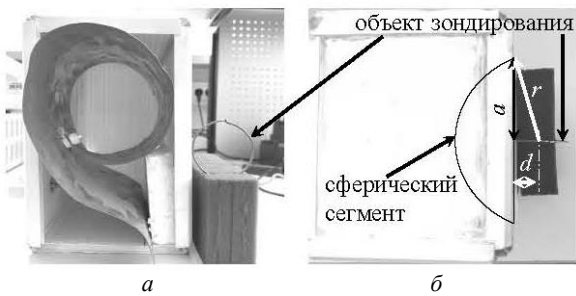 объект зондирования
r
a
d
сферический
сегмент
а
б